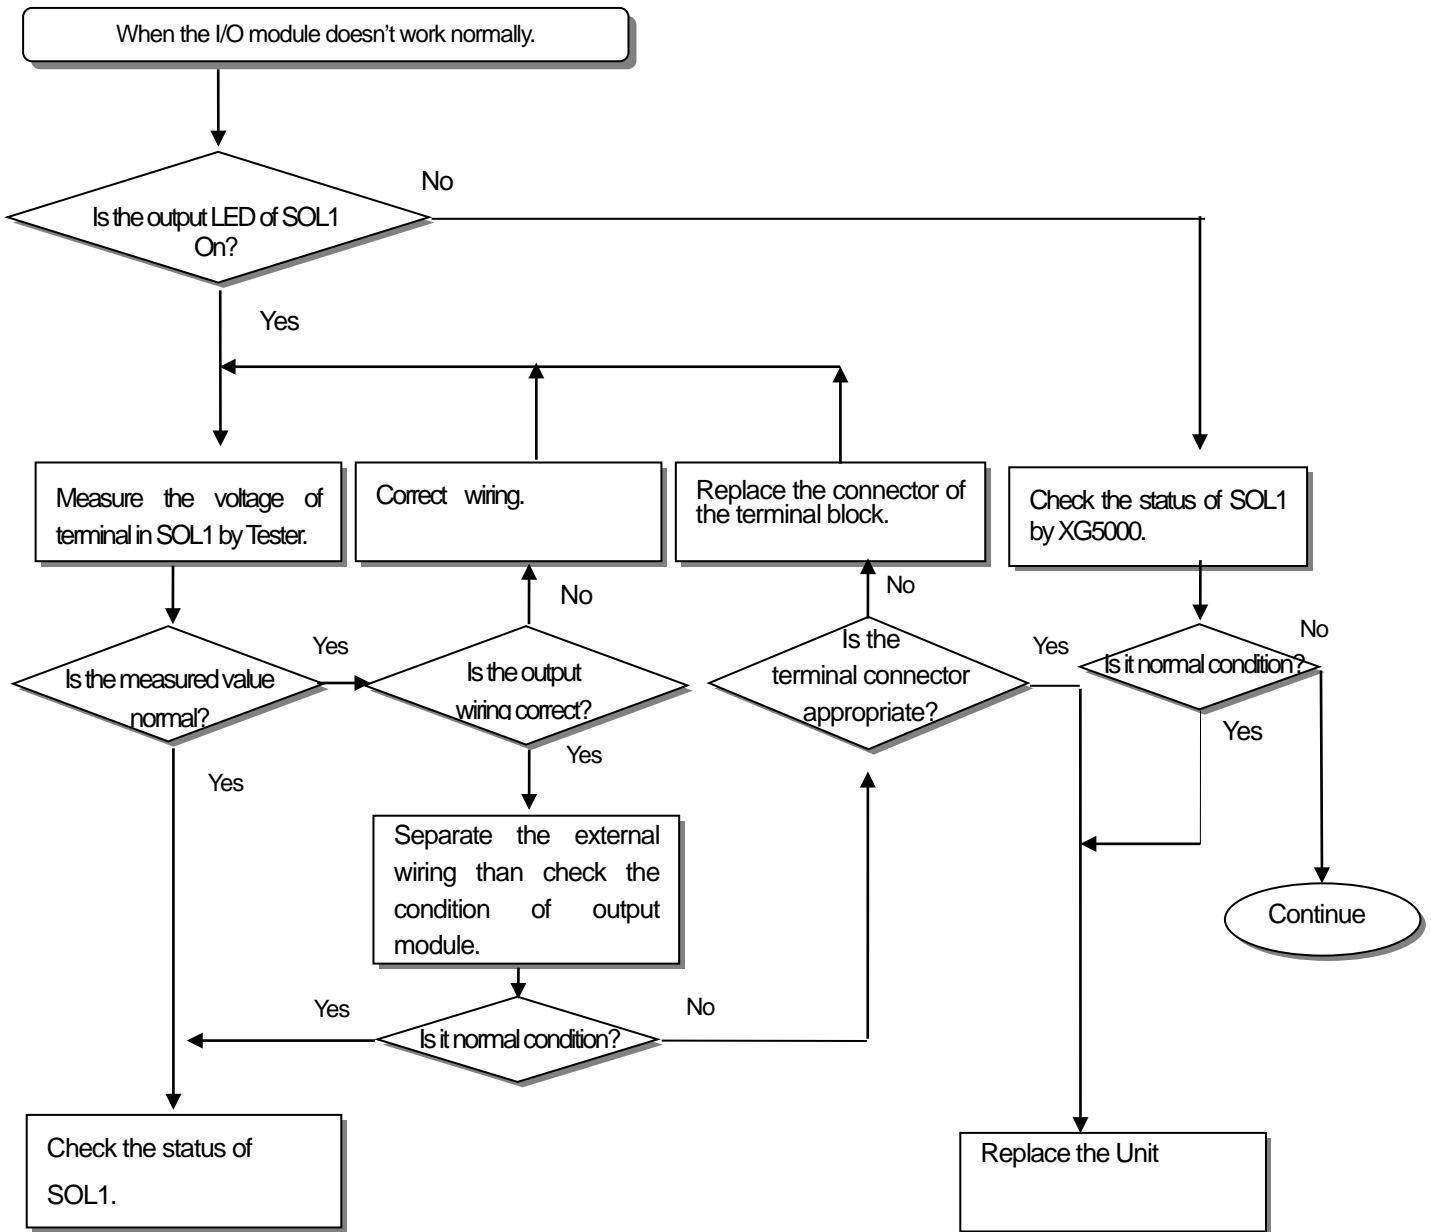 When the I/O module doesn't work normally.
No
Is the output LED of SOL1
On?
Yes
Measure the voltage of
terminal in SOL1 by Tester.
Correct wiring.
Replace the connector of
the terminal block.
Check the status of SOL1
by XG5000.
No
No
Is the measured value
normal?
Yes
Is the output
wiring correct?
Is the
terminal connector
appropriate?
Yes
Is it normal condition?
No
Yes
Yes
Yes
Separate the external
wiring than check the
condition of output
module.
Continue
Yes
Is it normal condition?
No
Check the status of
SOL1.
Replace the Unit